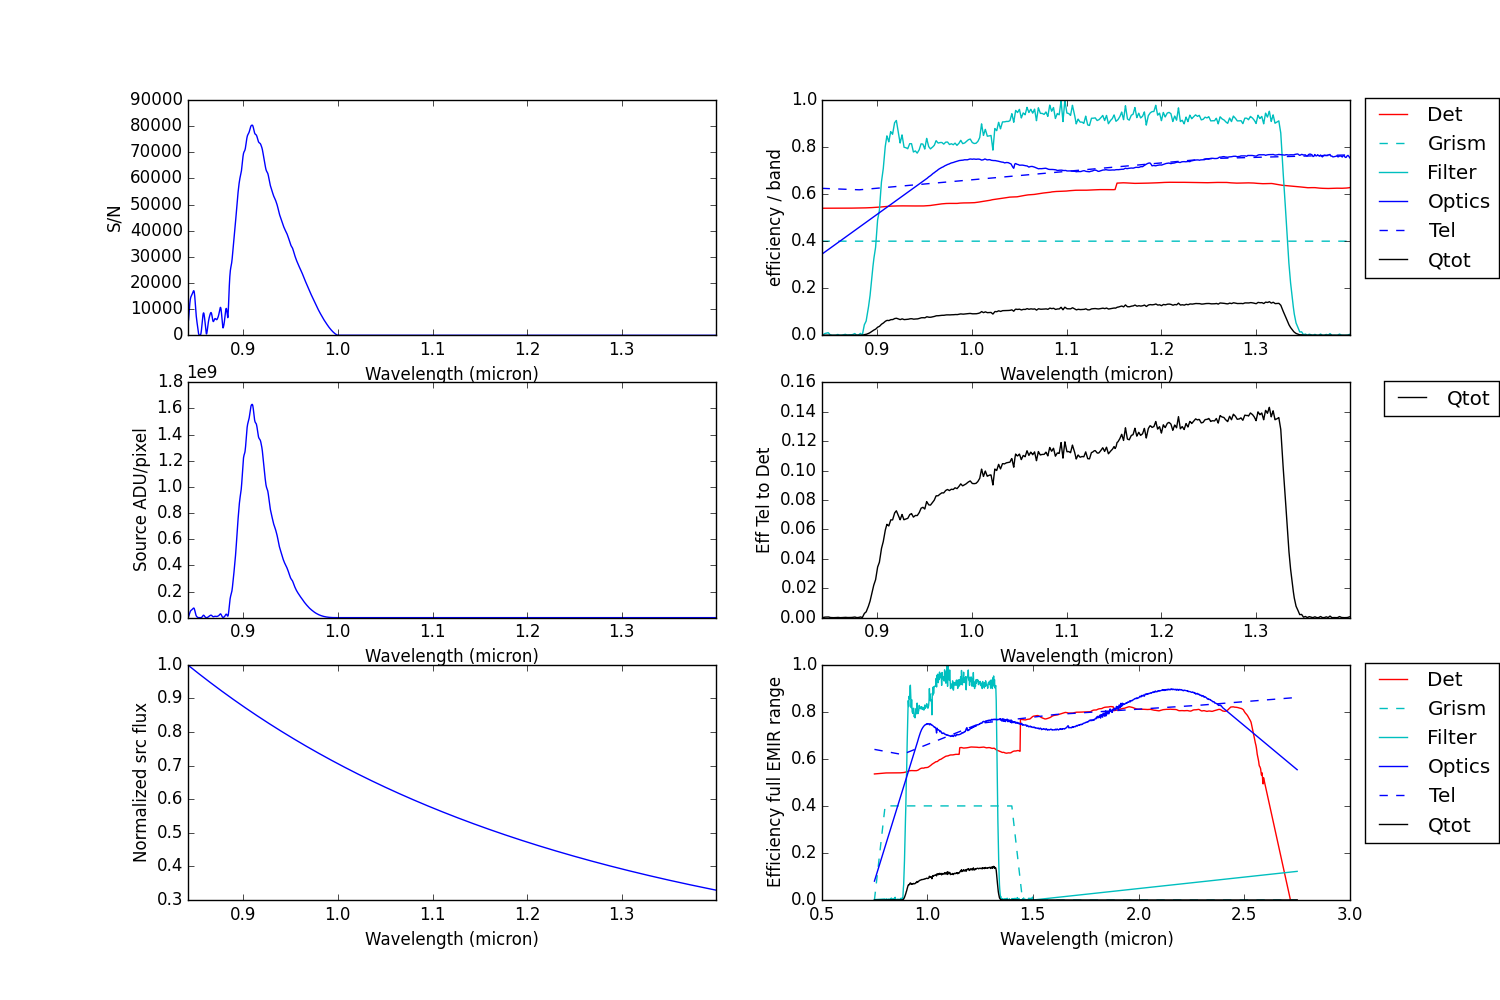 90000
80000
70000
60000
50000
40000
30000
20000
10000
0
S/N
0.9 1.0 1.1 1.2 1.3
Wavelength (micron)
1.0
0.8
0.6
0.4
0.2
0.0
efficiency / band
0.9 1.0 1.1 1.2 1.3
Wavelength (micron)
Det
Grism
Filter
Optics
Tel
Qtot
1e9
1.8
1.6
1.4
1.2
1.0
0.8
0.6
0.4
0.2
0.0
Source ADU/pixel
0.9 1.0 1.1 1.2 1.3
Wavelength (micron)
0.16
0.14
0.12
0.10
0.08
0.06
0.04
0.02
0.00
Eff Tel to Det
0.9 1.0 1.1 1.2 1.3
Wavelength (micron)
Qtot
1.0
0.9
0.8
0.7
0.6
0.5
0.4
0.3
Normalized src flux
0.9 1.0 1.1 1.2 1.3
Wavelength (micron)
1.0
0.8
0.6
0.4
0.2
0.0
Efficiency full EMIR range
0.5 1.0 1.5 2.0 2.5 3.0
Wavelength (micron)
Det
Grism
Filter
Optics
Tel
Qtot